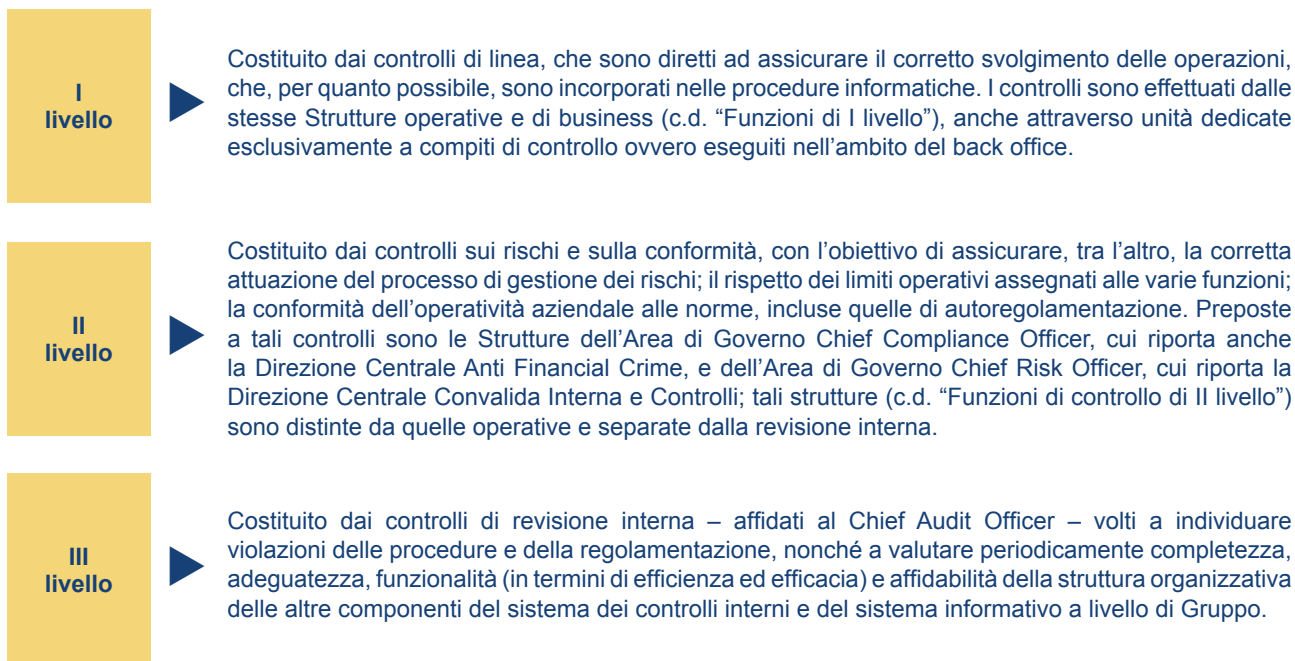 I
livello
Costituito dai controlli di linea, che sono diretti ad assicurare il corretto svolgimento delle operazioni,
che, per quanto possibile, sono incorporati nelle procedure informatiche. I controlli sono effettuati dalle
stesse Strutture operative e di business (c.d. “Funzioni di I livello”), anche attraverso unità dedicate
esclusivamente a compiti di controllo ovvero eseguiti nell’ambito del back office.
II
livello
Costituito dai controlli sui rischi e sulla conformità, con l’obiettivo di assicurare, tra l’altro, la corretta
attuazione del processo di gestione dei rischi; il rispetto dei limiti operativi assegnati alle varie funzioni;
la conformità dell’operatività aziendale alle norme, incluse quelle di autoregolamentazione. Preposte
a tali controlli sono le Strutture dell’Area di Governo Chief Compliance Officer, cui riporta anche
la Direzione Centrale Anti Financial Crime, e dell’Area di Governo Chief Risk Officer, cui riporta la
Direzione Centrale Convalida Interna e Controlli; tali strutture (c.d. “Funzioni di controllo di II livello”)
sono distinte da quelle operative e separate dalla revisione interna.
III
livello
Costituito dai controlli di revisione interna – affidati al Chief Audit Officer – volti a individuare
violazioni delle procedure e della regolamentazione, nonché a valutare periodicamente completezza,
adeguatezza, funzionalità (in termini di efficienza ed efficacia) e affidabilità della struttura organizzativa
delle altre componenti del sistema dei controlli interni e del sistema informativo a livello di Gruppo.